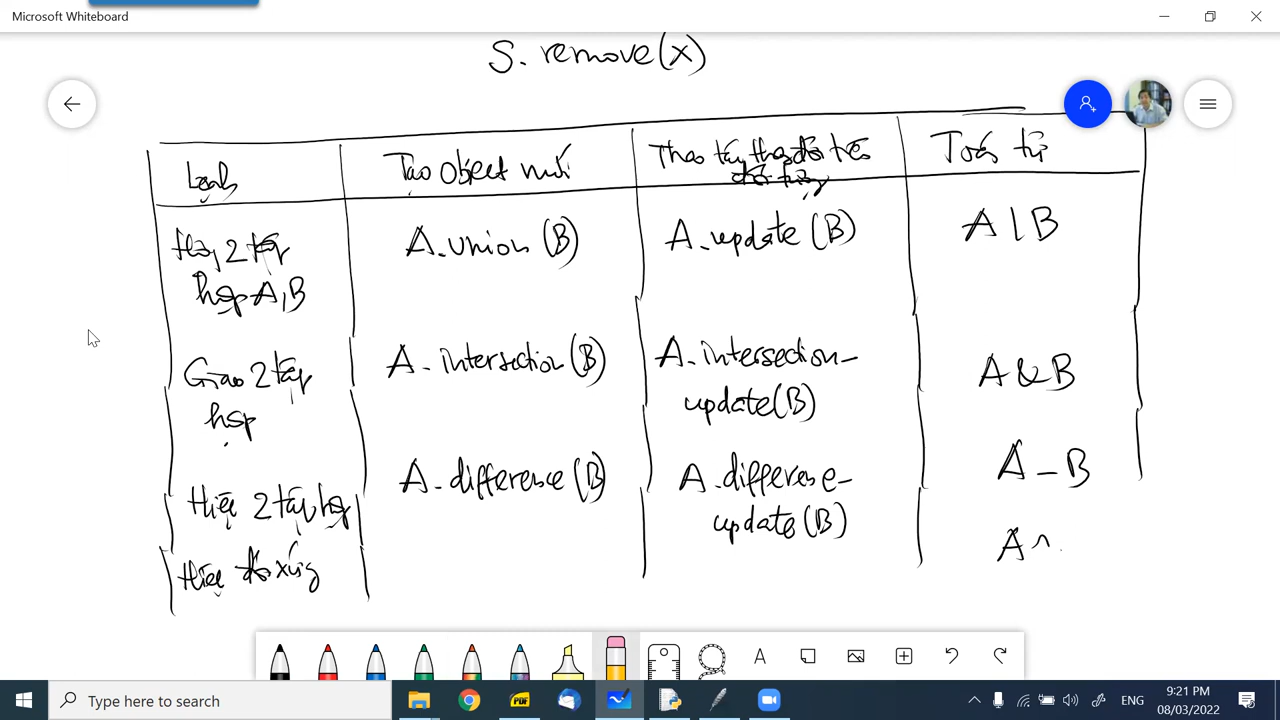 Microsoft Whiteboard
S. remove(x)
Tạo Object mới
Toán tử
Hợp 2 tập
hợp A, B
A.union (B)
A.update (B)
A | B
Giao 2 tập
hợp
A.intersection(B)
A.intersection-
update(B)
A & B
Hiệu 2 tập hợp
A.difference(B)
A.difference-
update(B)
A - B
Hiệu đối xứng
A ^
Type here to search
PDF
ENG
9:21 PM
08/03/2022